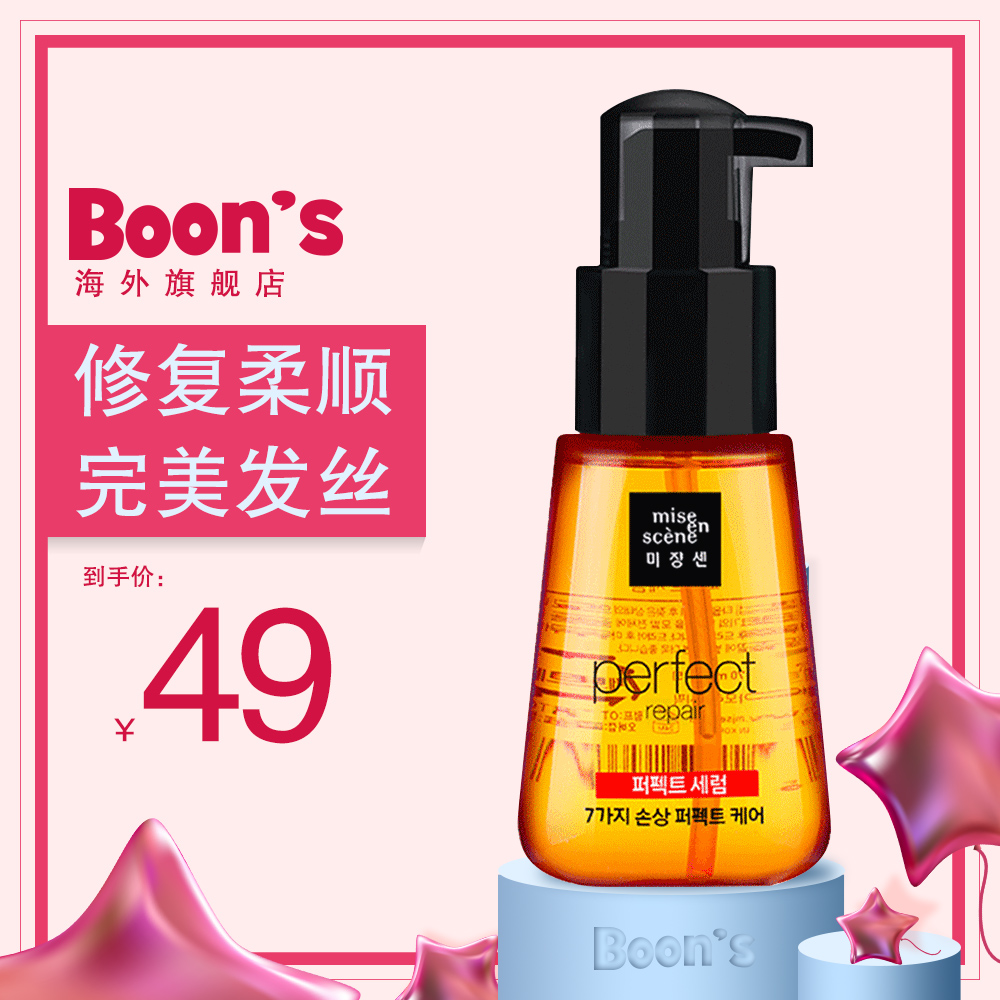 Boon's
海外旗舰店
修复柔顺
完美发丝
到手价:
¥49
mise
en
scène
미쟝센
perfect
repair
퍼펙트 세럼
7가지 손상 퍼펙트 케어
Boon's